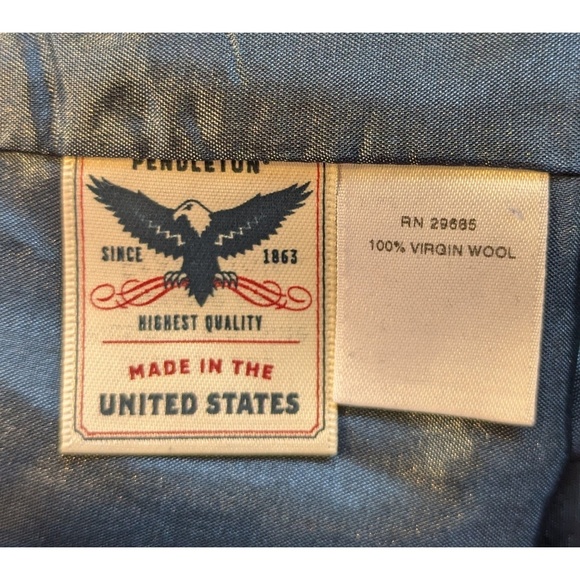 PENDLETON
SINCE 1863
HIGHEST QUALITY
MADE IN THE
UNITED STATES
RN 29685
100% VIRGIN WOOL